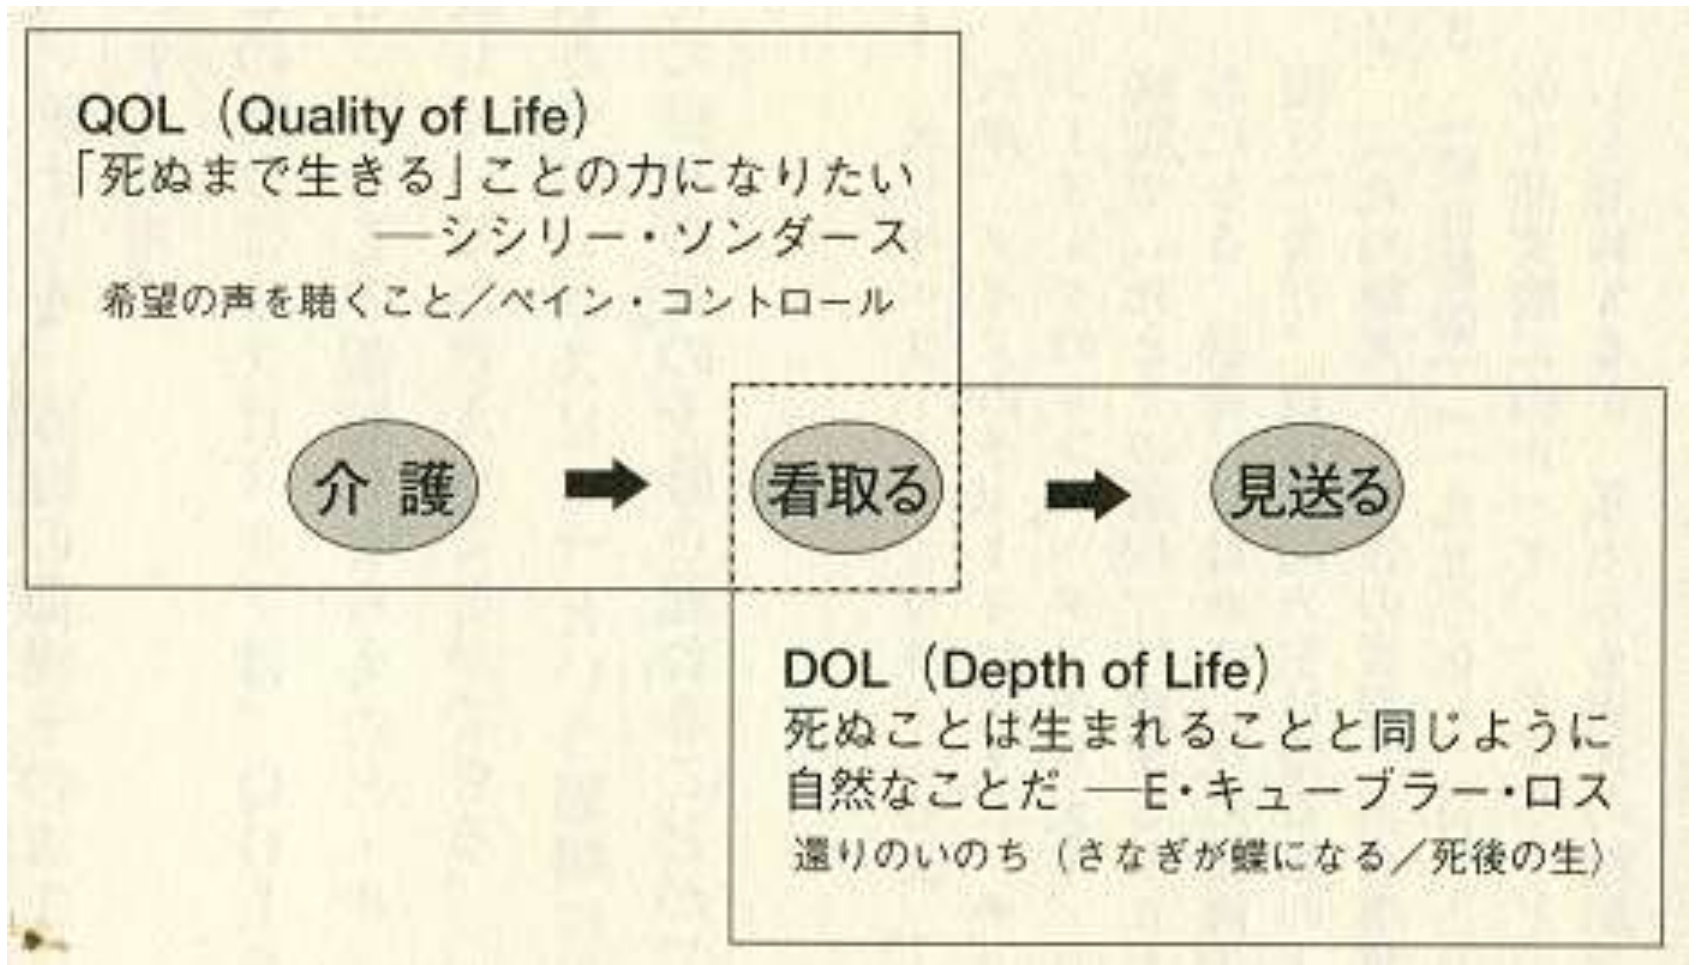 QOL（Quality of Life）
「死ぬまで生きる」ことの力になりたい
―シシリー・ソンダース
希望の声を聴くこと／ペイン・コントロール
介 護
看取る
見送る
DOL（Depth of Life）
死ぬことは生まれることと同じように
自然なことだ ―E・キューブラー・ロス
還りのいのち（さなぎが蝶になる／死後の生）